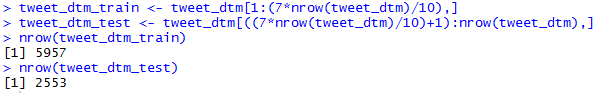 > tweet_dtm_train <- tweet_dtm[1:(7*nrow(tweet_dtm)/10),]
> tweet_dtm_test <- tweet_dtm[((7*nrow(tweet_dtm)/10)+1):nrow(tweet_dtm),]
> nrow(tweet_dtm_train)
[1] 5957
> nrow(tweet_dtm_test)
[1] 2553